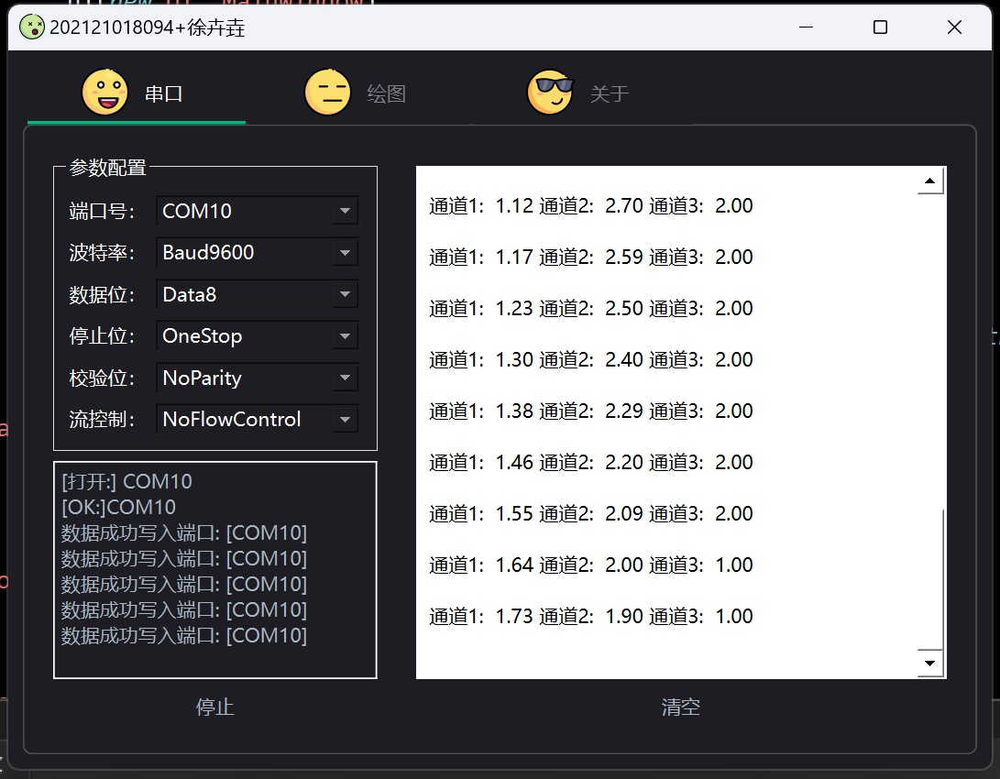 202121018094+徐卉垚
串口 绘图 关于
参数配置
端口号: COM10
波特率: Baud9600
数据位: Data8
停止位: OneStop
校验位: NoParity
流控制: NoFlowControl
[打开:] COM10
[OK:]COM10
数据成功写入端口: [COM10]
数据成功写入端口: [COM10]
数据成功写入端口: [COM10]
数据成功写入端口: [COM10]
数据成功写入端口: [COM10]
停止
通道1: 1.12 通道2: 2.70 通道3: 2.00
通道1: 1.17 通道2: 2.59 通道3: 2.00
通道1: 1.23 通道2: 2.50 通道3: 2.00
通道1: 1.30 通道2: 2.40 通道3: 2.00
通道1: 1.38 通道2: 2.29 通道3: 2.00
通道1: 1.46 通道2: 2.20 通道3: 2.00
通道1: 1.55 通道2: 2.09 通道3: 2.00
通道1: 1.64 通道2: 2.00 通道3: 1.00
通道1: 1.73 通道2: 1.90 通道3: 1.00
清空